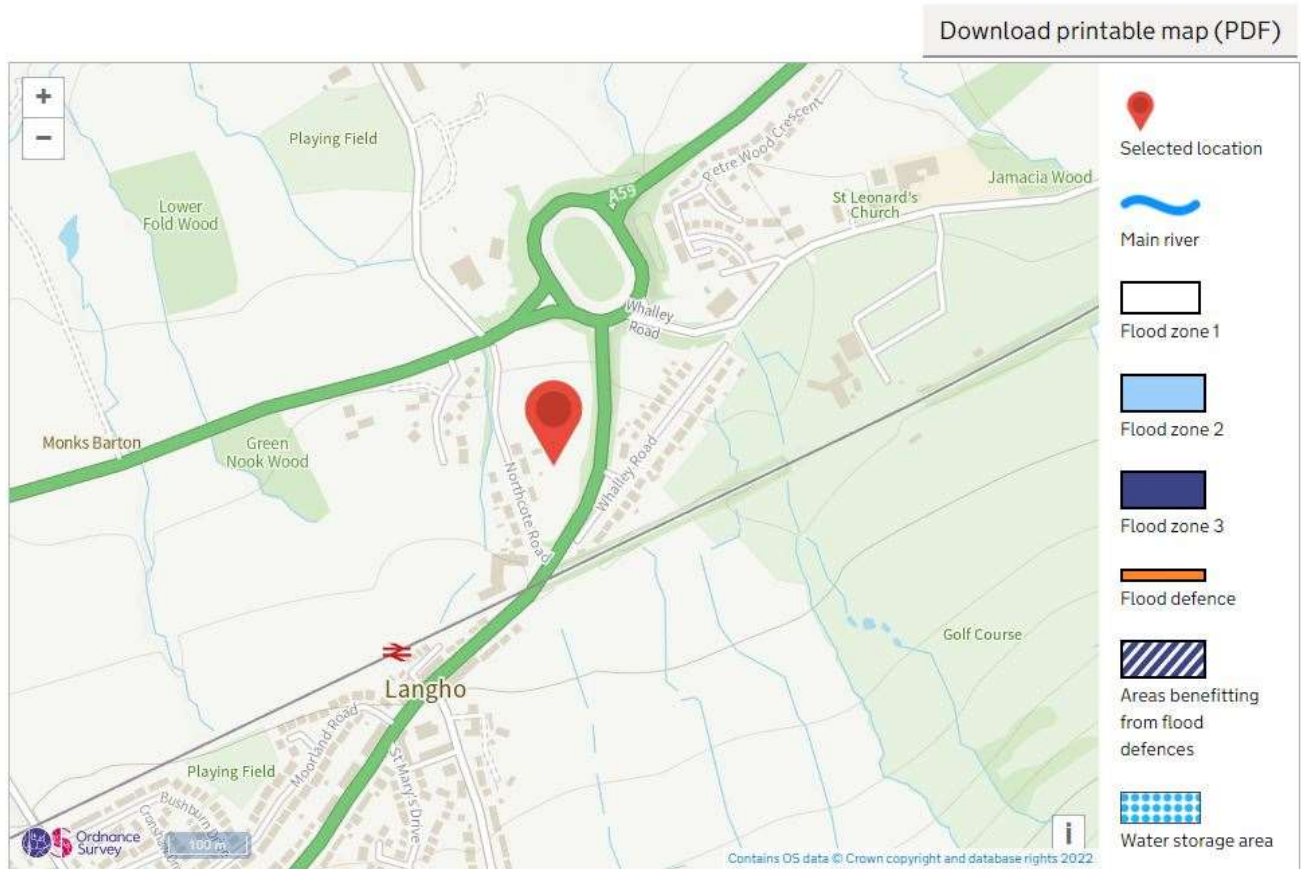 Download printable map (PDF)
+
−
Playing Field
Lower
Fold Wood
A59
Petre Wood Crescent
St Leonard's
Church
Jamacia Wood
Whalley
Road
Monks Barton
Green
Nook Wood
Northcote Road
Whalley Road
Golf Course
Langho
Moorland Road
St Mary's Drive
Playing Field
Ordnance
Survey
100 m
i
Contains OS data © Crown copyright and database rights 2022
Selected location
Main river
Flood zone 1
Flood zone 2
Flood zone 3
Flood defence
Areas benefitting
from flood
defences
Water storage area